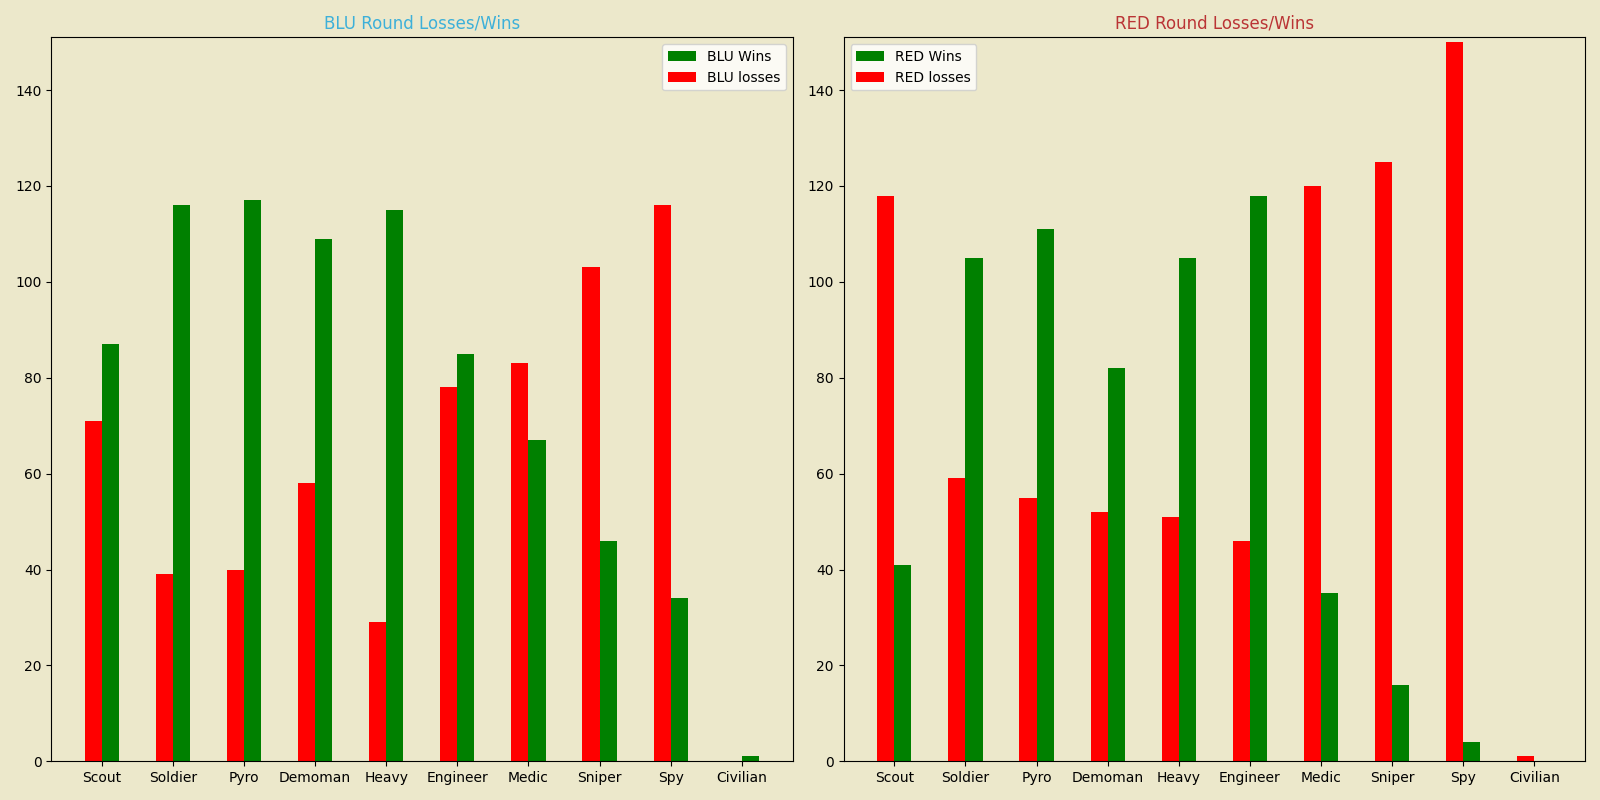 BLU Round Losses/Wins
BLU Wins
BLU losses
140
120
100
80
60
40
20
0
Scout Soldier Pyro Demoman Heavy Engineer Medic Sniper Spy Civilian
RED Round Losses/Wins
RED Wins
RED losses
140
120
100
80
60
40
20
0
Scout Soldier Pyro Demoman Heavy Engineer Medic Sniper Spy Civilian